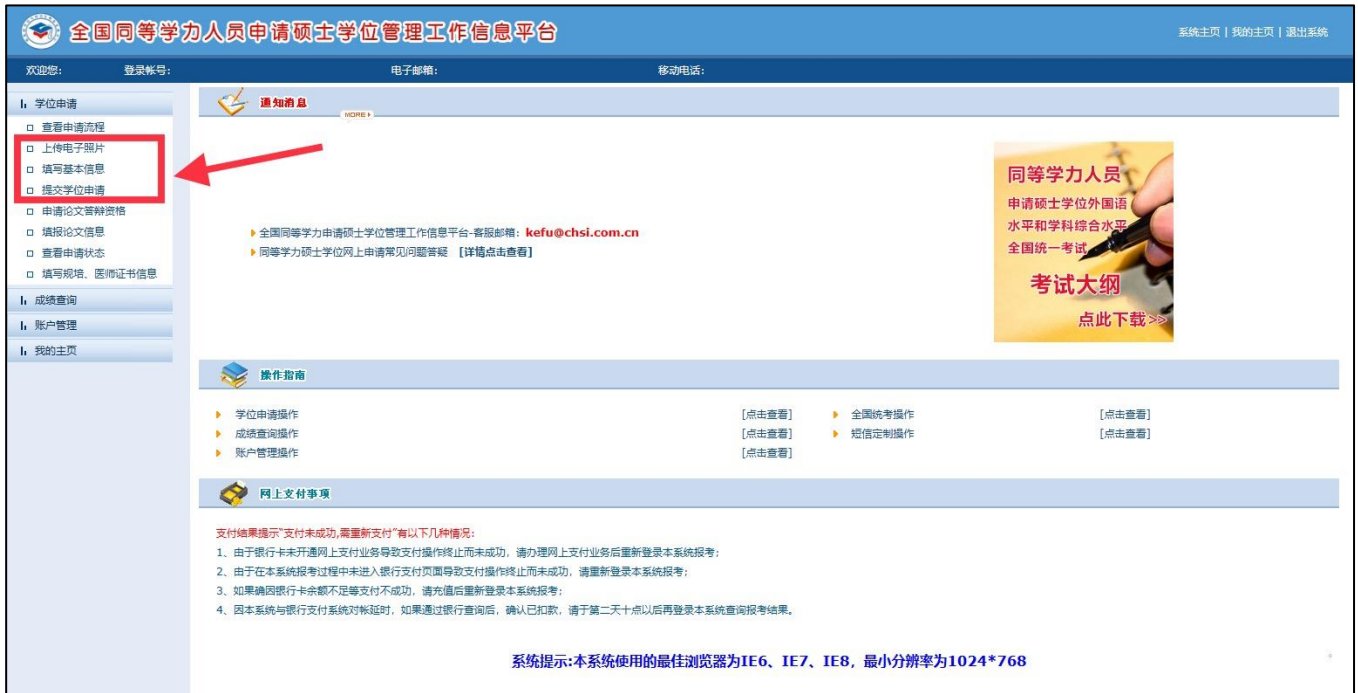 全国同等学力人员申请硕士学位管理工作信息平台
系统主页 | 我的主页 | 退出系统
欢迎您: 登录帐号: 电子邮箱: 移动电话:
学位申请
查看申请流程
上传电子照片
填写基本信息
提交学位申请
申请论文答辩资格
填报论文信息
查看申请状态
填写规培、医师证书信息
成绩查询
账户管理
我的主页
通知消息
MORE
全国同等学力申请硕士学位管理工作信息平台-客服邮箱: kefu@chsi.com.cn
同等学力硕士学位网上申请常见问题答疑 [详情点击查看]
同等学力人员
申请硕士学位外国语
水平和学科综合水平
全国统一考试
考试大纲
点此下载>>
操作指南
学位申请操作 [点击查看] 全国统考操作 [点击查看]
成绩查询操作 [点击查看] 短信定制操作 [点击查看]
账户管理操作 [点击查看]
网上支付事项
支付结果提示"支付未成功,需重新支付"有以下几种情况:
1、由于银行卡未开通网上支付业务导致支付操作终止而未成功, 请办理网上支付业务后重新登录本系统报考;
2、由于在本系统报考过程中未进入银行支付页面导致支付操作终止而未成功, 请重新登录本系统报考;
3、如果确因银行卡余额不足等支付不成功, 请充值后重新登录本系统报考;
4、因本系统与银行支付系统对帐延时, 如果通过银行查询后, 确认已扣款, 请于第二天十点以后再登录本系统查询报考结果。
系统提示:本系统使用的最佳浏览器为IE6、IE7、IE8, 最小分辨率为1024*768